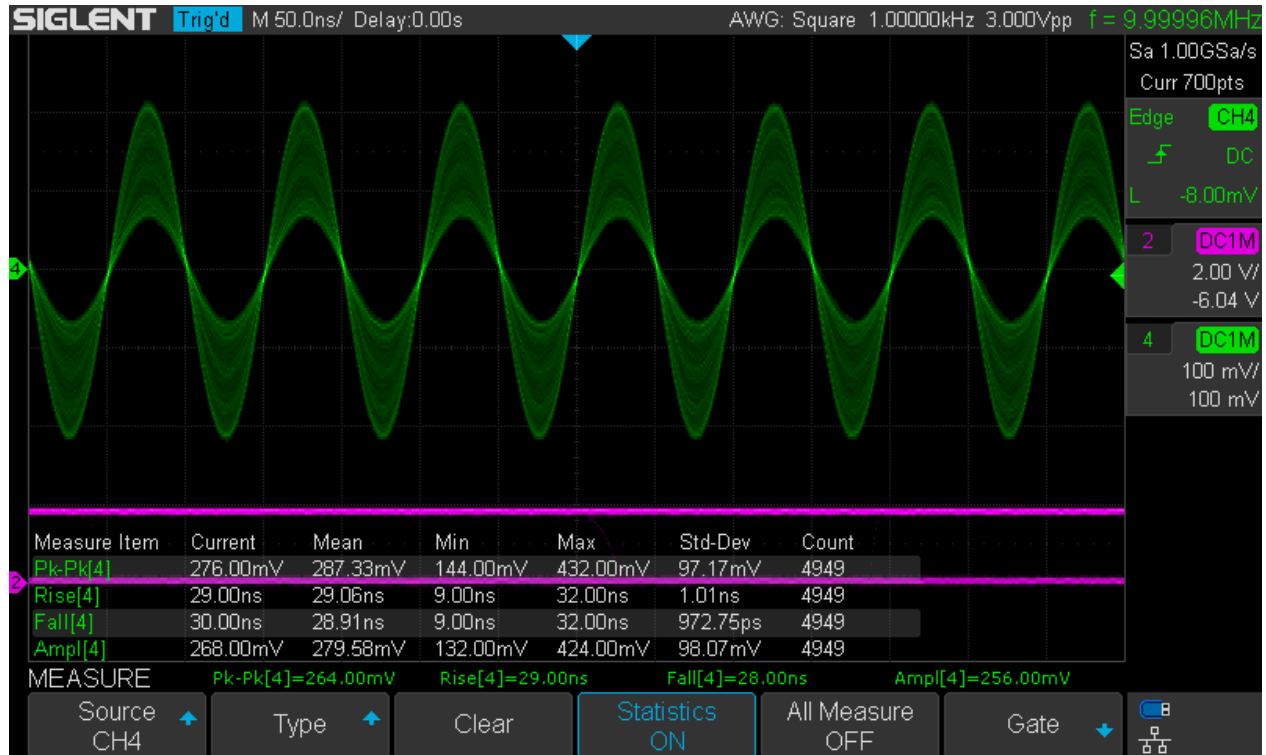 SIGLENT Trig'd M 50.0ns/ Delay:0.00s AWG: Square 1.00000kHz 3.000Vpp f = 9.99996MHz
Sa 1.00GSa/s
Curr 700pts
Edge CH4
DC
L -8.00mV
2 DC1M
2.00 V/
-6.04 V
4 DC1M
100 mV/
100 mV
4
2
Measure Item Current Mean Min Max Std-Dev Count
Pk-Pk[4] 276.00mV 287.33mV 144.00mV 432.00mV 97.17mV 4949
Rise[4] 29.00ns 29.06ns 9.00ns 32.00ns 1.01ns 4949
Fall[4] 30.00ns 28.91ns 9.00ns 32.00ns 972.75ps 4949
Ampl[4] 268.00mV 279.58mV 132.00mV 424.00mV 98.07mV 4949
MEASURE Pk-Pk[4]=264.00mV Rise[4]=29.00ns Fall[4]=28.00ns Ampl[4]=256.00mV
Source CH4
Type
Clear
Statistics ON
All Measure OFF
Gate